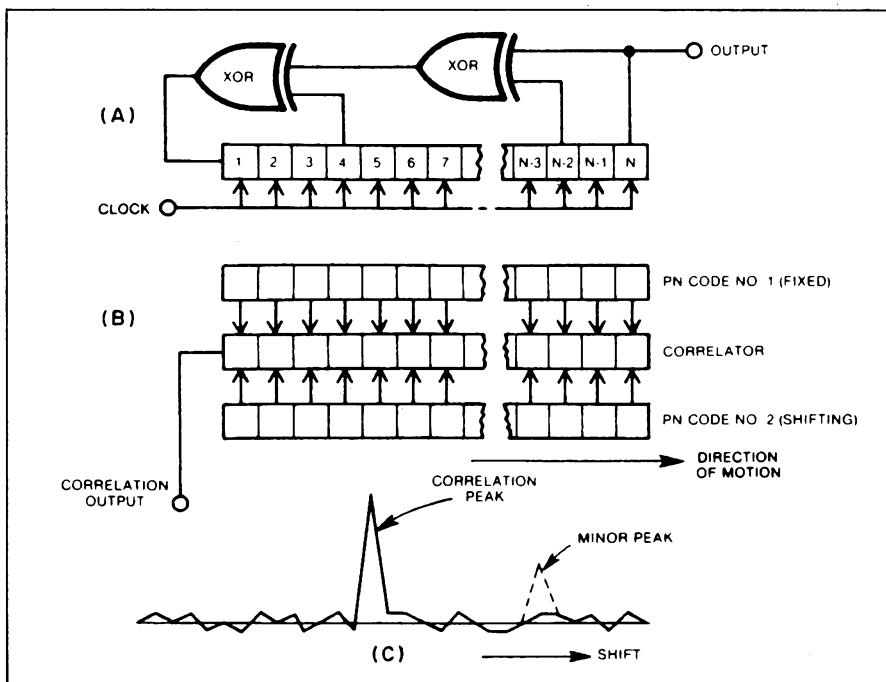 XOR
XOR
OUTPUT
(A)
1 2 3 4 5 6 7 N-3 N-2 N-1 N
CLOCK
PN CODE NO. 1 (FIXED)
(B)
CORRELATOR
PN CODE NO. 2 (SHIFTING)
DIRECTION
OF MOTION
CORRELATION
PEAK
CORRELATION
OUTPUT
MINOR PEAK
(C)
SHIFT